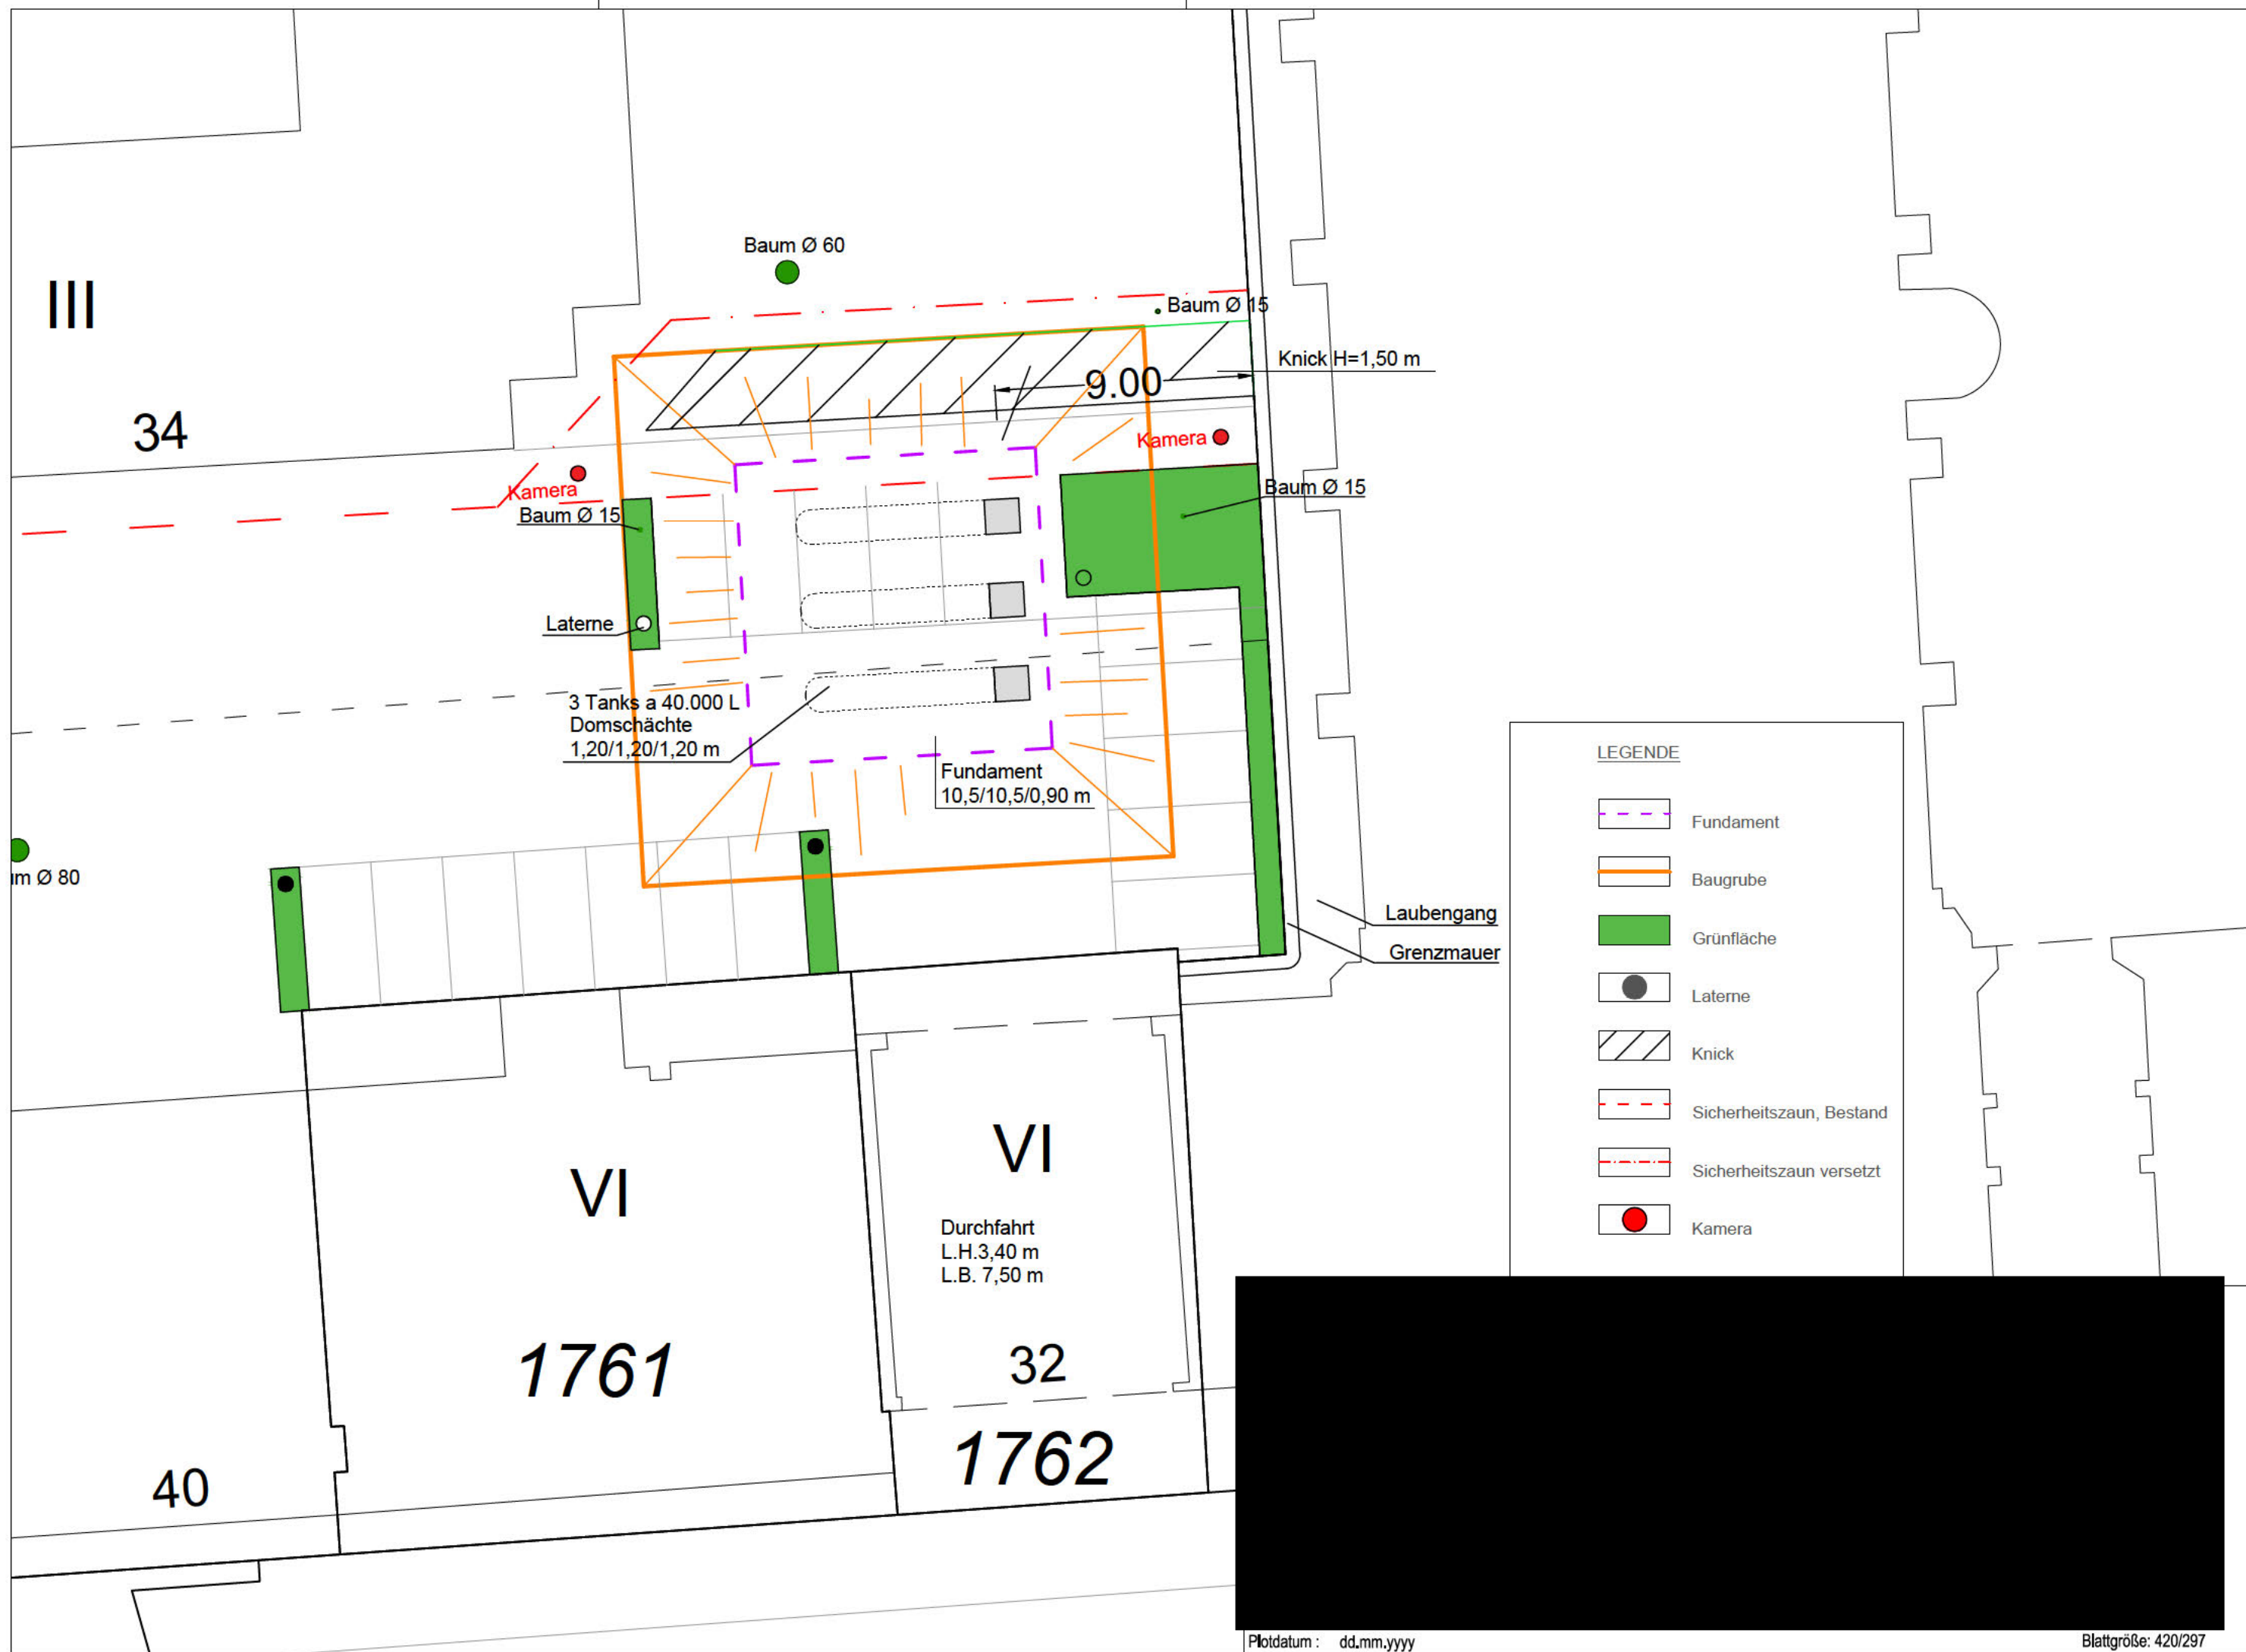 Baum Ø 60
III
Baum Ø 15
Knick H=1,50 m
9.00
34
Kamera
Kamera
Baum Ø 15
Baum Ø 15
Laterne
3 Tanks a 40.000 L
Domschächte
1,20/1,20/1,20 m
Fundament
10,5/10,5/0,90 m
LEGENDE
Fundament
Baugrube
Grünfläche
Laterne
Knick
Sicherheitszaun, Bestand
Sicherheitszaun versetzt
Kamera
Ø 80
Laubengang
Grenzmauer
VI
VI
Durchfahrt
L.H.3,40 m
L.B. 7,50 m
1761
32
1762
40
Plotdatum : dd.mm.yyyy
Blattgröße: 420/297